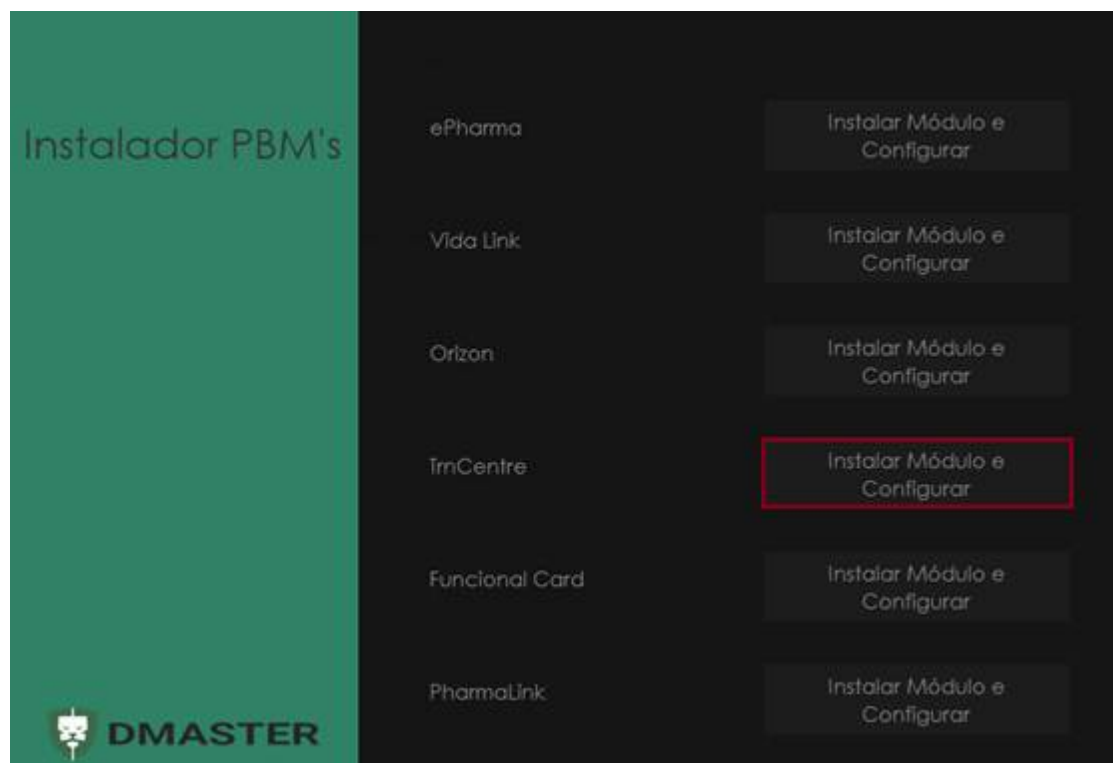 Instalador PBM's
ePharma
Instalar Módulo e
Configurar
Vida Link
Instalar Módulo e
Configurar
Orizon
Instalar Módulo e
Configurar
TrnCentre
Instalar Módulo e
Configurar
Funcional Card
Instalar Módulo e
Configurar
PharmaLink
Instalar Módulo e
Configurar
DMASTER